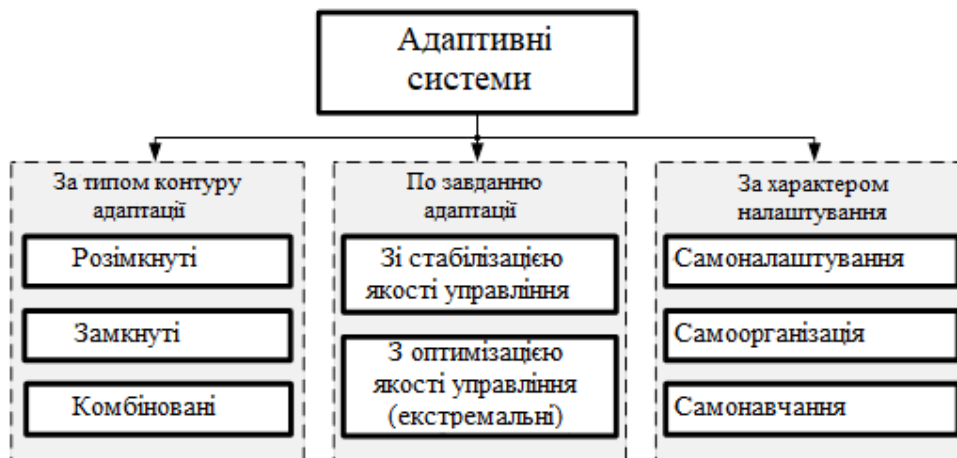 Адаптивні
системи
За типом контуру
адаптації
Розімкнуті
Замкнуті
Комбіновані
По завданню
адаптації
Зі стабілізацією
якості управління
З оптимізацією
якості управління
(екстремальні)
За характером
налаштування
Самоналаштування
Самоорганізація
Самонавчання